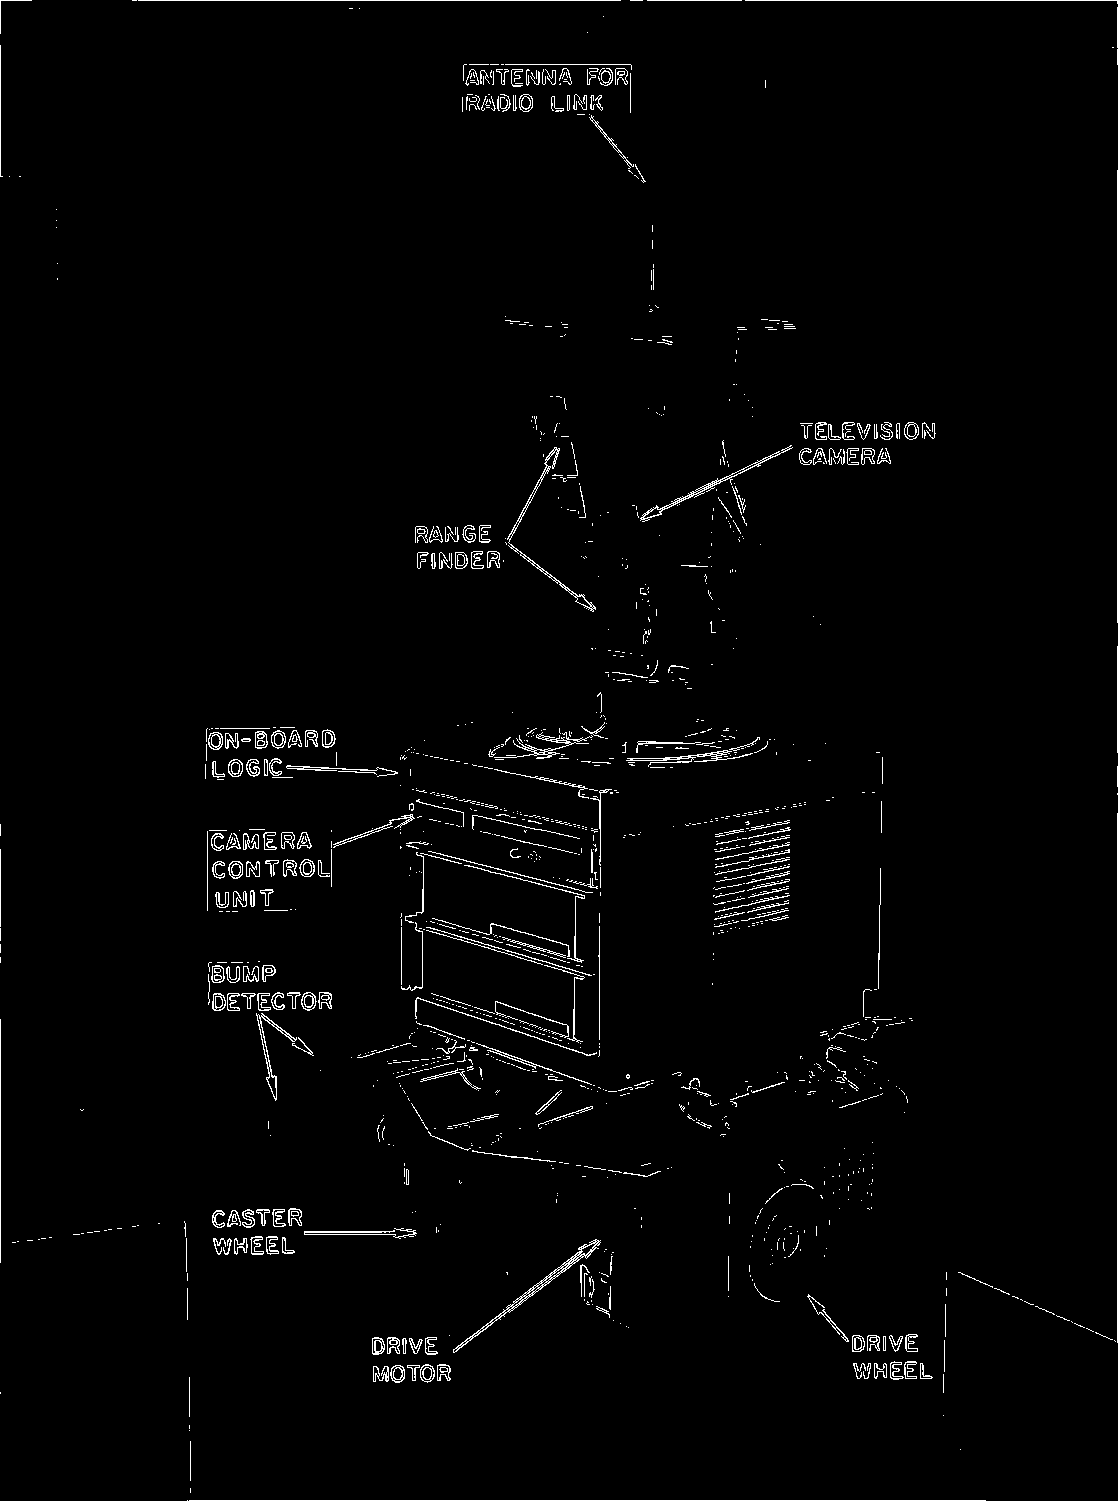 ANTENNA FOR
RADIO LINK
TELEVISION
CAMERA
RANGE
FINDER
ON-BOARD
LOGIC
CAMERA
CONTROL
UNIT
BUMP
DETECTOR
CASTER
WHEEL
DRIVE
MOTOR
DRIVE
WHEEL